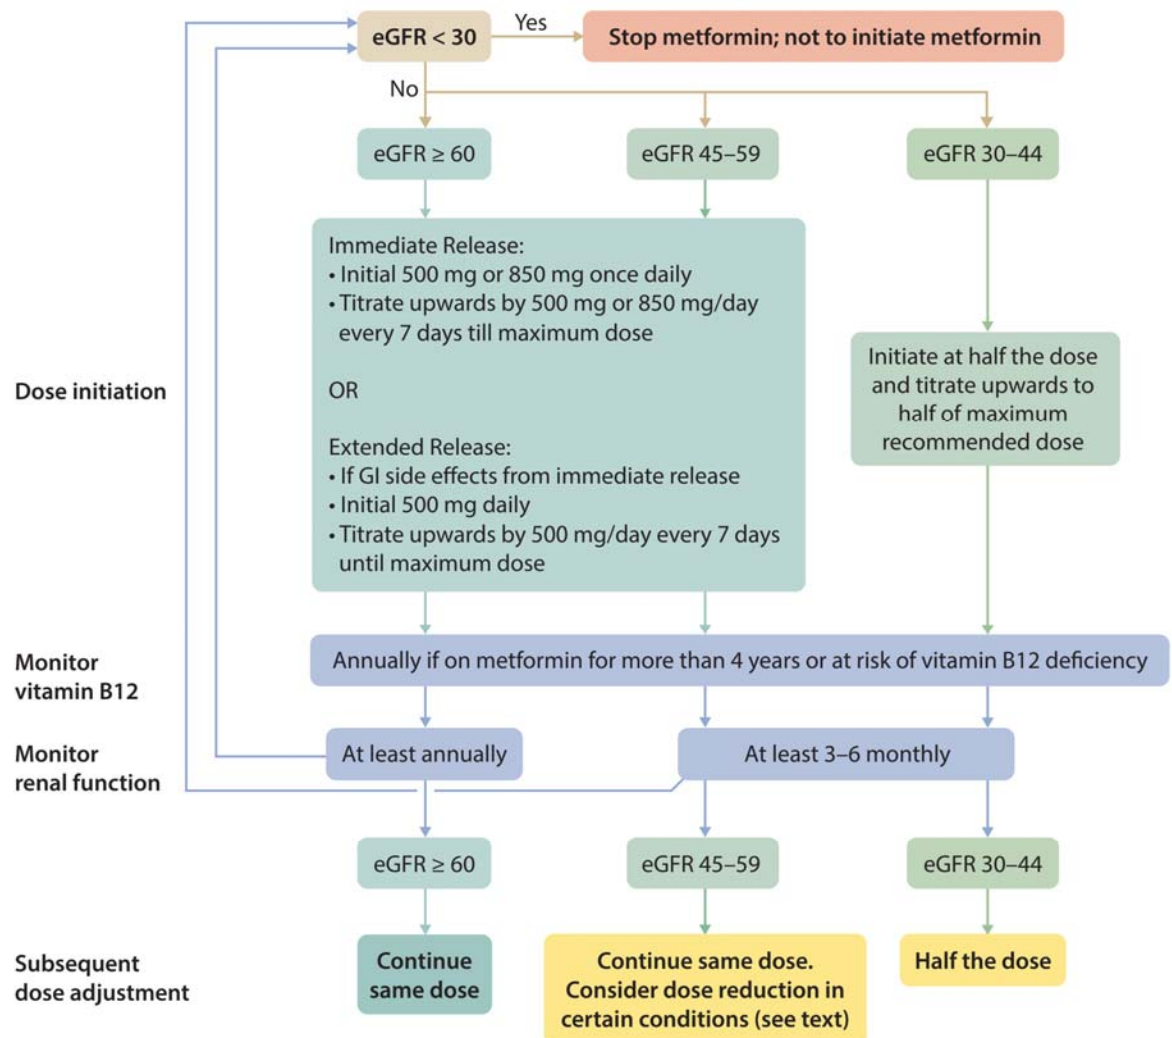 eGFR < 30
Yes
Stop metformin; not to initiate metformin
No
eGFR ≥ 60
eGFR 45–59
eGFR 30–44
Dose initiation
Immediate Release:
• Initial 500 mg or 850 mg once daily
• Titrate upwards by 500 mg or 850 mg/day
every 7 days till maximum dose
OR
Extended Release:
• If GI side effects from immediate release
• Initial 500 mg daily
• Titrate upwards by 500 mg/day every 7 days
until maximum dose
Initiate at half the dose
and titrate upwards to
half of maximum
recommended dose
Monitor
vitamin B12
Annually if on metformin for more than 4 years or at risk of vitamin B12 deficiency
Monitor
renal function
At least annually
At least 3–6 monthly
eGFR ≥ 60
eGFR 45–59
eGFR 30–44
Subsequent
dose adjustment
Continue
same dose
Continue same dose.
Consider dose reduction in
certain conditions (see text)
Half the dose